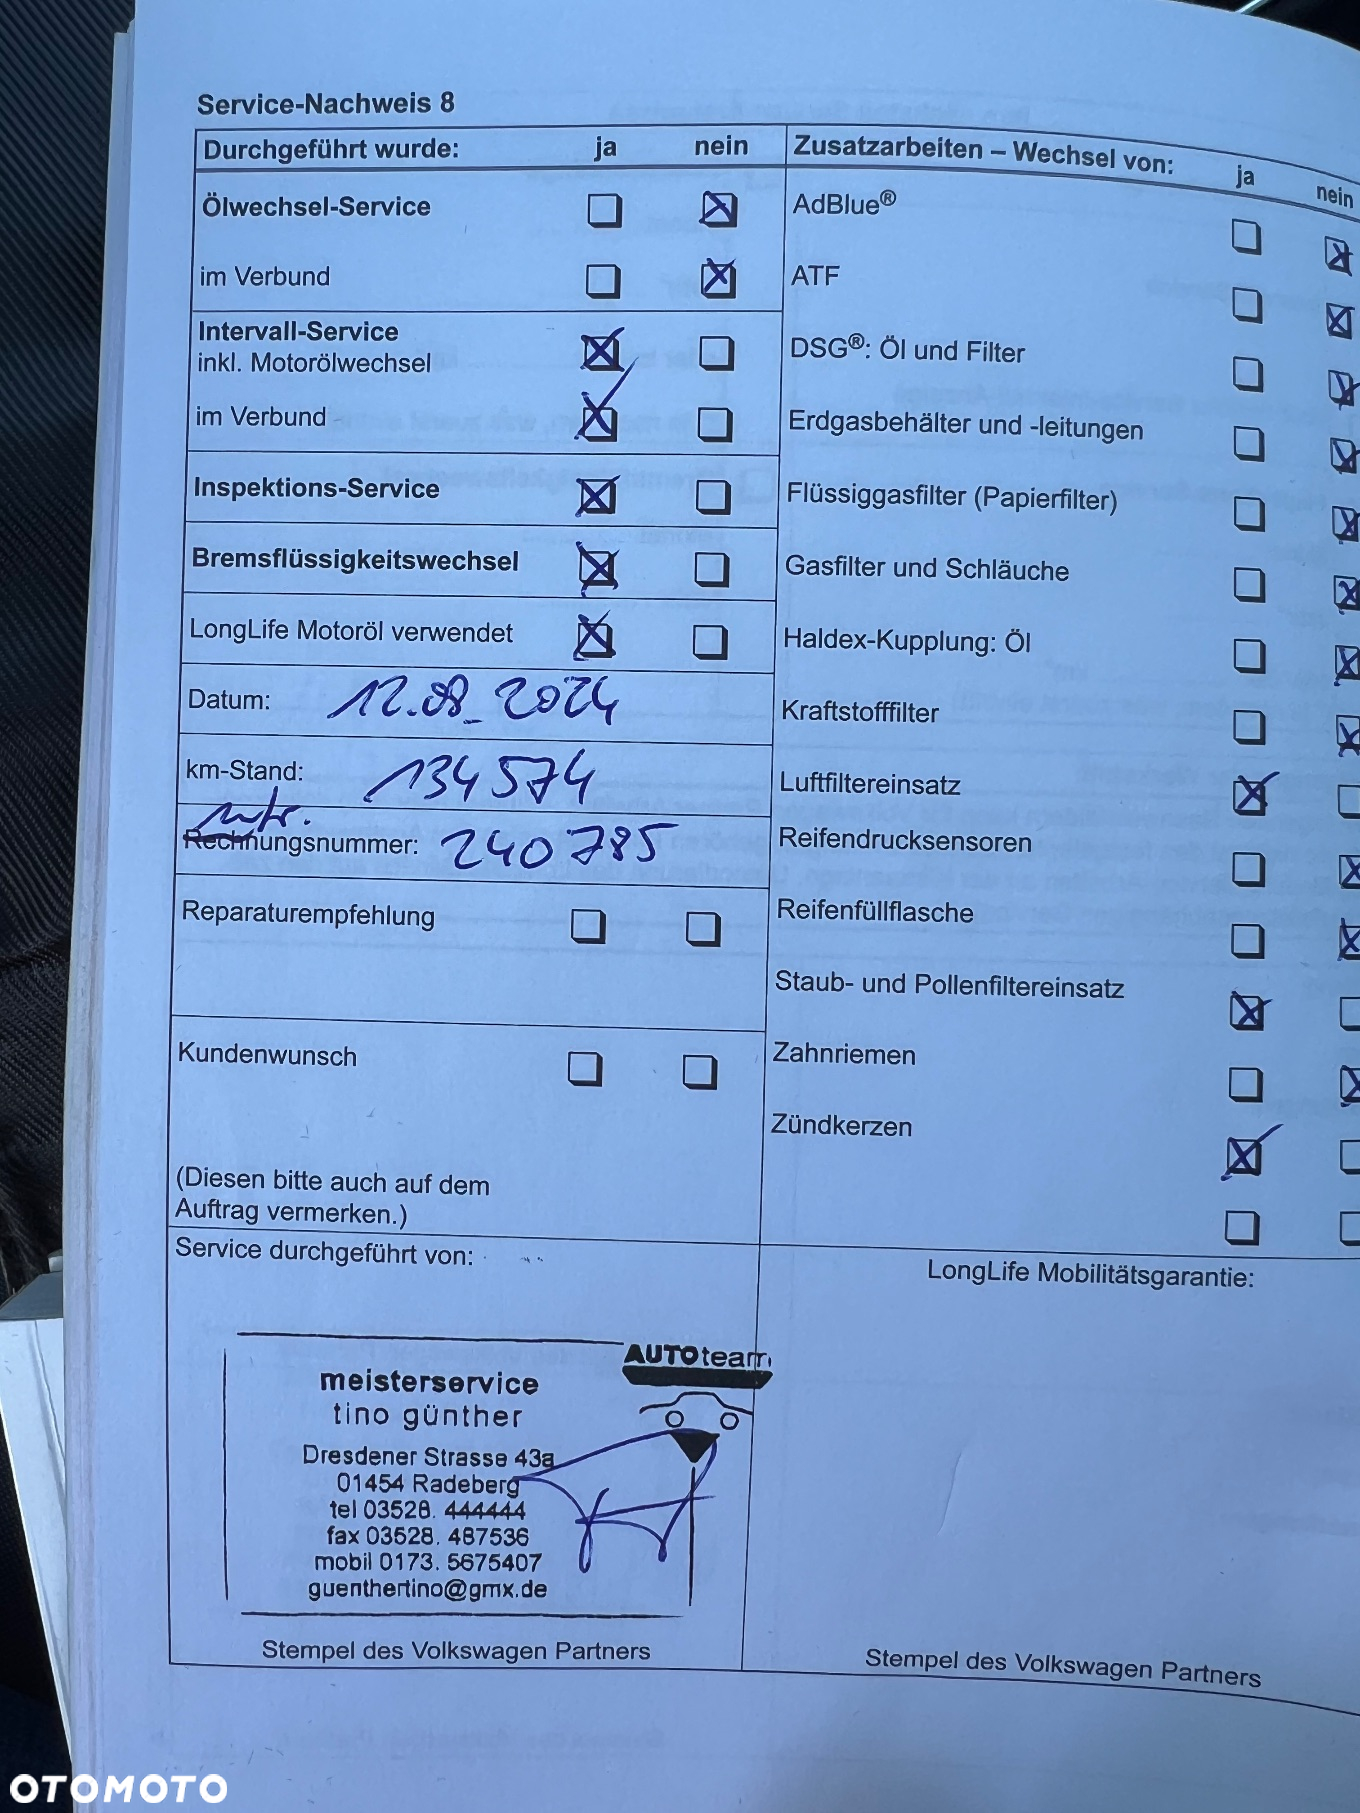 Service-Nachweis 8
Durchgeführt wurde: ja nein
Ölwechsel-Service
im Verbund
Intervall-Service
inkl. Motorölwechsel
im Verbund
Inspektions-Service
Bremsflüssigkeitswechsel
LongLife Motoröl verwendet
Datum: 12.08.2024
km-Stand: 134574
Rechnungsnummer: 240785
Reparaturempfehlung
Kundenwunsch
(Diesen bitte auch auf dem
Auftrag vermerken.)
Zusatzarbeiten – Wechsel von: ja nein
AdBlue®
ATF
DSG®: Öl und Filter
Erdgasbehälter und -leitungen
Flüssiggasfilter (Papierfilter)
Gasfilter und Schläuche
Haldex-Kupplung: Öl
Kraftstofffilter
Luftfiltereinsatz
Reifendrucksensoren
Reifenfüllflasche
Staub- und Pollenfiltereinsatz
Zahnriemen
Zündkerzen
Service durchgeführt von:
AUTOteam
meisterservice
tino günther
Dresdener Strasse 43a
01454 Radeberg
tel 03528. 444444
fax 03528. 487536
mobil 0173. 5675407
guenthertino@gmx.de
Stempel des Volkswagen Partners
LongLife Mobilitätsgarantie:
Stempel des Volkswagen Partners
OTOMOTO